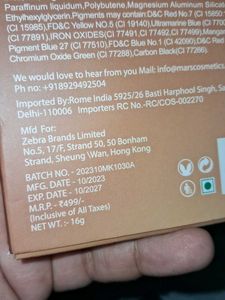 Paraffinum liquidum,Polybutene,Magnesium Aluminum Silicate
Ethylhexylglycerin.Pigments may contain:D&C Red No.7 (CI 15850
(CI 15985),FD&C Yellow NO.5 (CI 19140),Ultramarine Blue (CI 7700
(CI 77891),IRON OXIDES(CI 77491, CI 77492, CI 77499),Mangan
Pigment Blue 27 (CI 77510),FD&C Blue No.1 (CI 42090),D&C Red
Chromium Oxide Green (CI 77288),Carbon Black(CI 77266).
We would love to hear from you! Mail us: info@marscosmetics.
Ph no: +918929494504
Imported By:Rome India 5925/26 Basti Harphool Singh, Sa
Delhi-110006 Importers RC No.-RC/COS-002270
Mfd For:
Zebra Brands Limited
No.5, 17/F, Strand 50, 50 Bonham
Strand, Sheung Wan, Hong Kong
BATCH NO. - 202310MK1030A
MFG. DATE - 10/2023
EXP. DATE - 10/2027
M.R.P. - ₹499/-
(Inclusive of All Taxes)
NET: - 16g